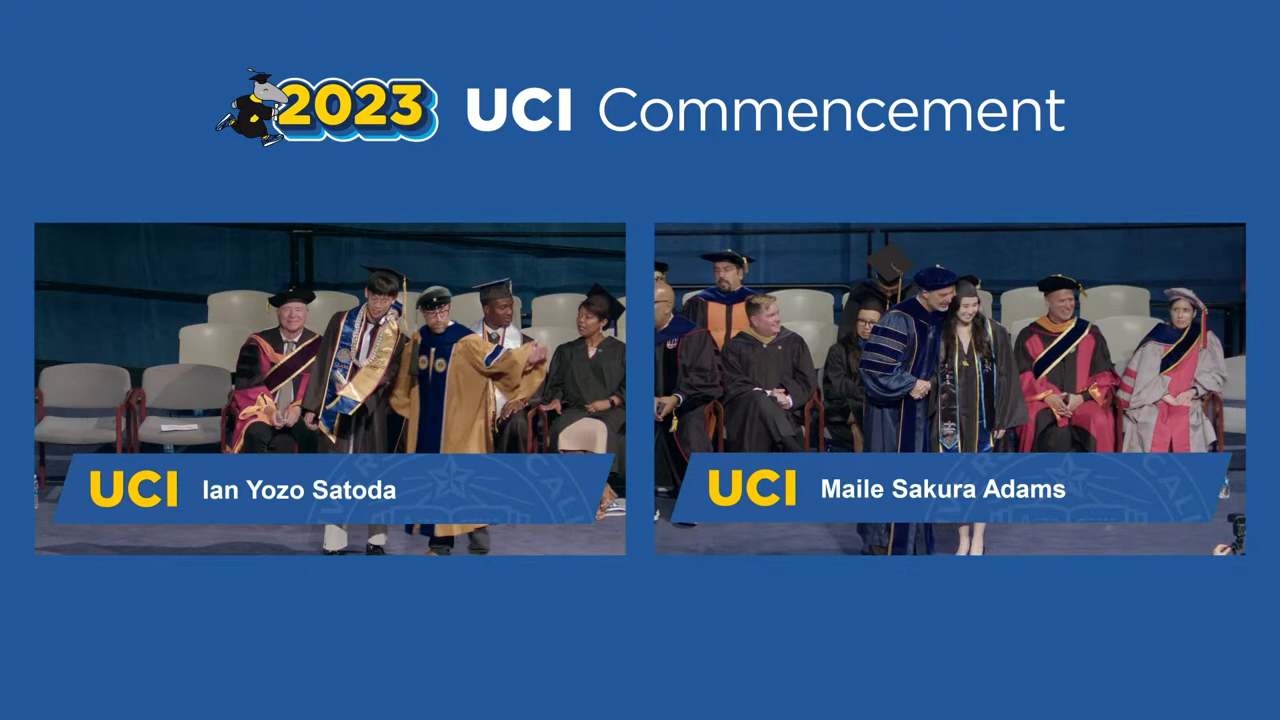 2023 UCI Commencement
UCI Ian Yozo Satoda
UCI Maile Sakura Adams